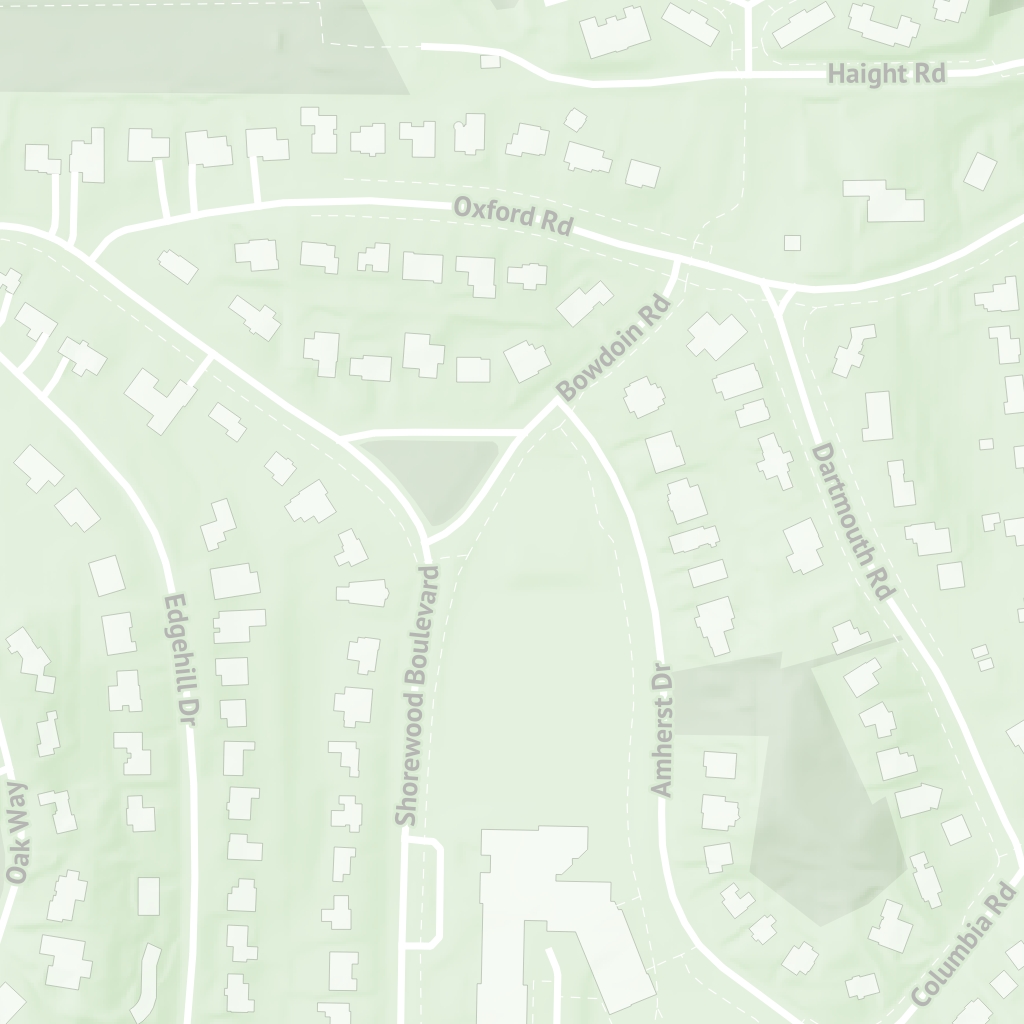 Haight Rd
Oxford Rd
Bowdoin Rd
Dartmouth Rd
Shorewood Boulevard
Edgehill Dr
Amherst Dr
Oak Way
Columbia Rd